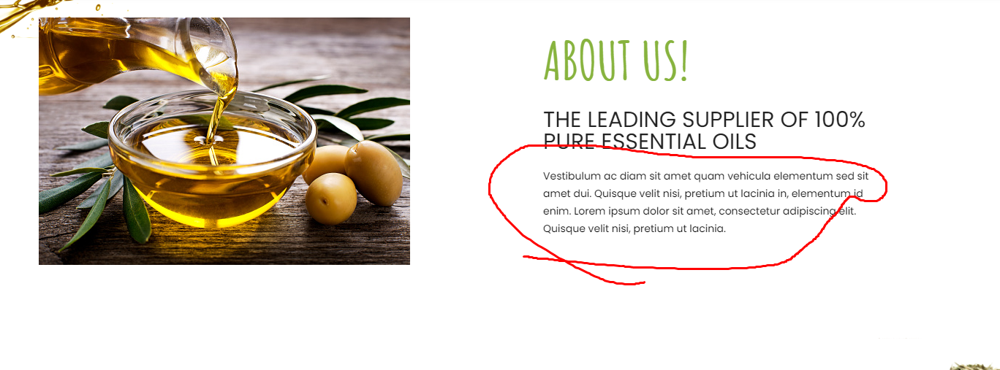 ABOUT US!
THE LEADING SUPPLIER OF 100%
PURE ESSENTIAL OILS
Vestibulum ac diam sit amet quam vehicula elementum sed sit
amet dui. Quisque velit nisi, pretium ut lacinia in, elementum id
enim. Lorem ipsum dolor sit amet, consectetur adipiscing elit.
Quisque velit nisi, pretium ut lacinia.